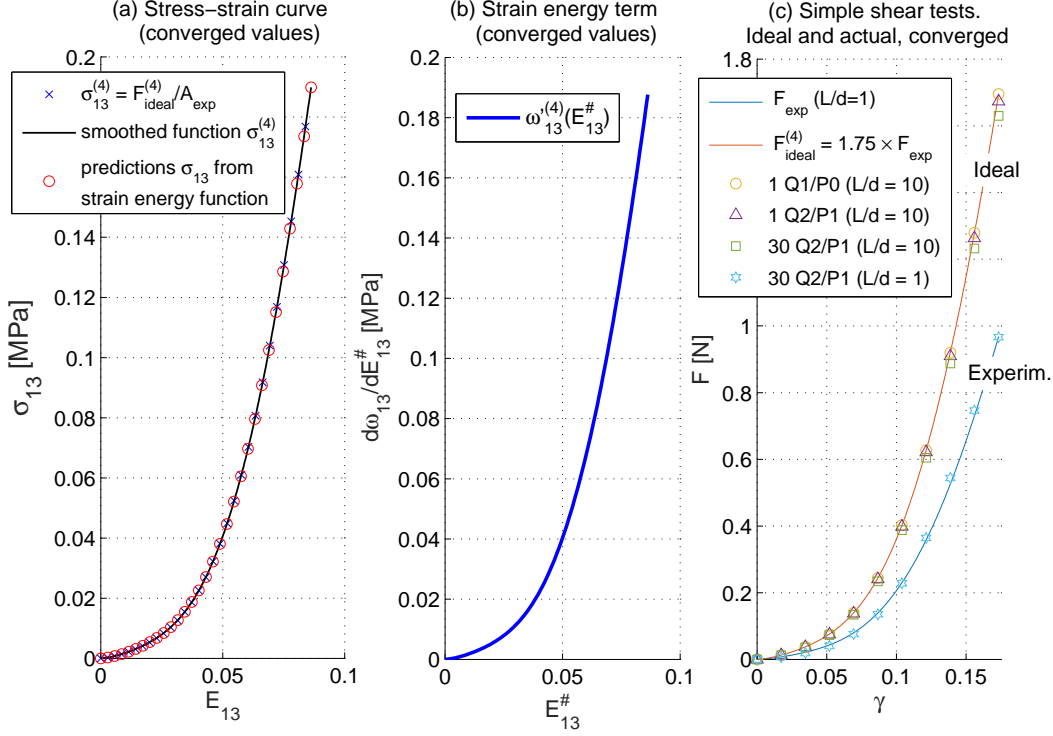 (a) Stress−strain curve
(converged values)
σ13(4) = Fideal(4)/Aexp
smoothed function σ13(4)
predictions σ13 from
strain energy function
0.2
0.14
0.12
0.1
0.08
0.06
0.04
0.02
0
σ13 [MPa]
0
0.05
0.1
E13
(b) Strain energy term
(converged values)
ω'13(4)(E13#)
0.2
0.18
0.16
0.14
0.12
0.1
0.08
0.06
0.04
0.02
0
dω13/dE13# [MPa]
0
0.05
0.1
E13#
(c) Simple shear tests.
Ideal and actual, converged
Fexp (L/d=1)
Fideal(4) = 1.75 × Fexp
1 Q1/P0 (L/d = 10)
1 Q2/P1 (L/d = 10)
30 Q2/P1 (L/d = 10)
30 Q2/P1 (L/d = 1)
Ideal
Experim.
1.8
1
0.8
0.6
0.4
0.2
0
F [N]
0
0.05
0.1
0.15
γ